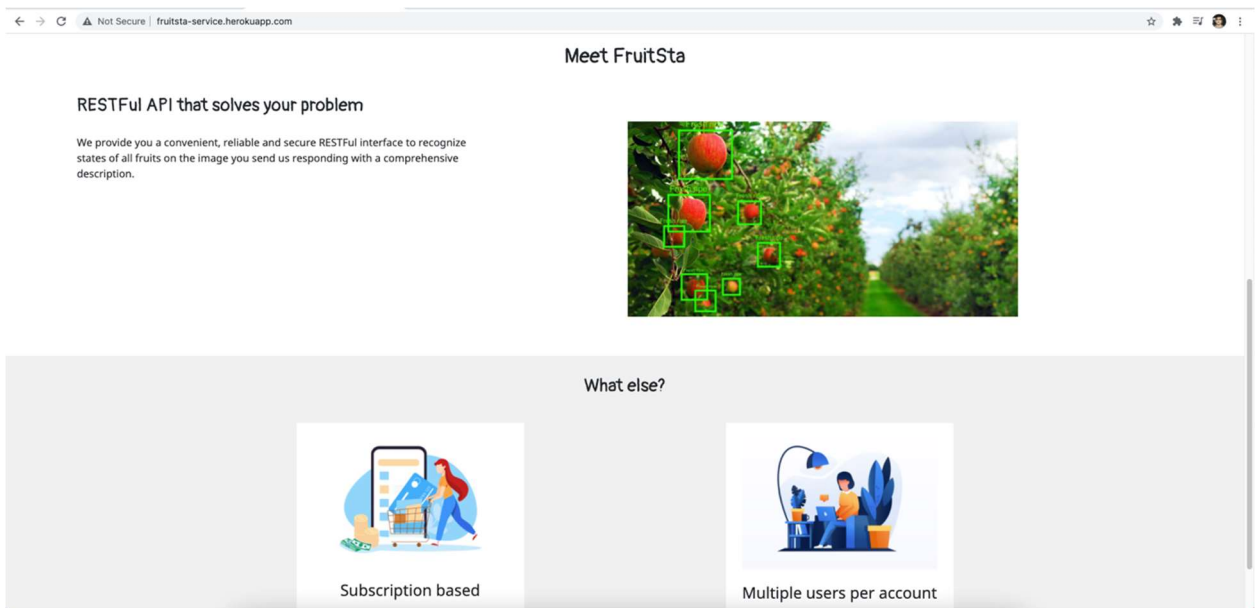 Not Secure | fruitsta-service.herokuapp.com
Meet FruitSta
RESTFul API that solves your problem
We provide you a convenient, reliable and secure RESTFul interface to recognize
states of all fruits on the image you send us responding with a comprehensive
description.
What else?
Subscription based
Multiple users per account